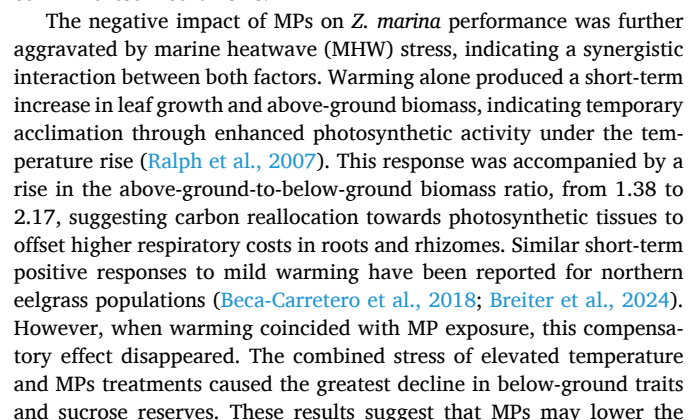 The negative impact of MPs on Z. marina performance was further
aggravated by marine heatwave (MHW) stress, indicating a synergistic
interaction between both factors. Warming alone produced a short-term
increase in leaf growth and above-ground biomass, indicating temporary
acclimation through enhanced photosynthetic activity under the tem-
perature rise (Ralph et al., 2007). This response was accompanied by a
rise in the above-ground-to-below-ground biomass ratio, from 1.38 to
2.17, suggesting carbon reallocation towards photosynthetic tissues to
offset higher respiratory costs in roots and rhizomes. Similar short-term
positive responses to mild warming have been reported for northern
eelgrass populations (Beca-Carretero et al., 2018; Breiter et al., 2024).
However, when warming coincided with MP exposure, this compensa-
tory effect disappeared. The combined stress of elevated temperature
and MPs treatments caused the greatest decline in below-ground traits
and sucrose reserves. These results suggest that MPs may lower the